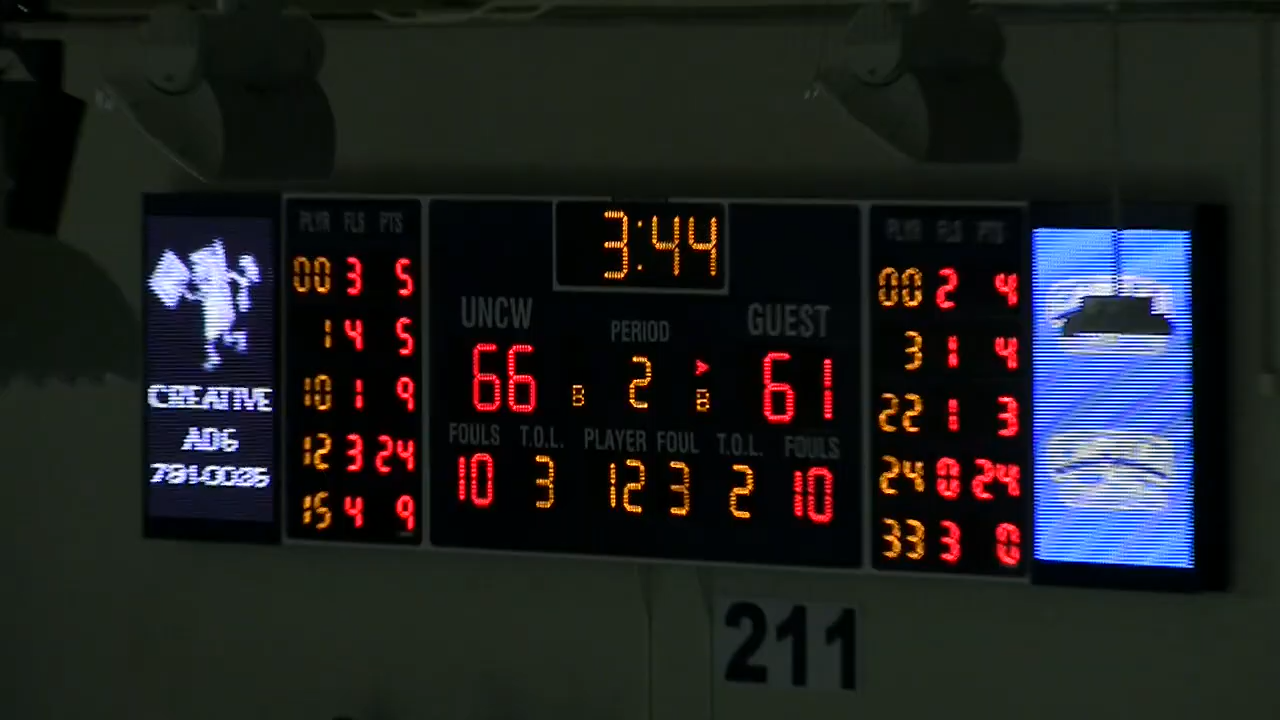 3:44
CREATIVE
ADS
PLYR FLS PTS
00 3 5
1 4 5
10 1 9
12 3 24
15 4 9
UNCW PERIOD GUEST
66 B 2 B 61
FOULS T.O.L. PLAYER FOUL T.O.L. FOULS
10 3 12 3 2 10
PLYR FLS PTS
00 2 4
3 1 4
22 1 3
24 0 24
33 3 0
211